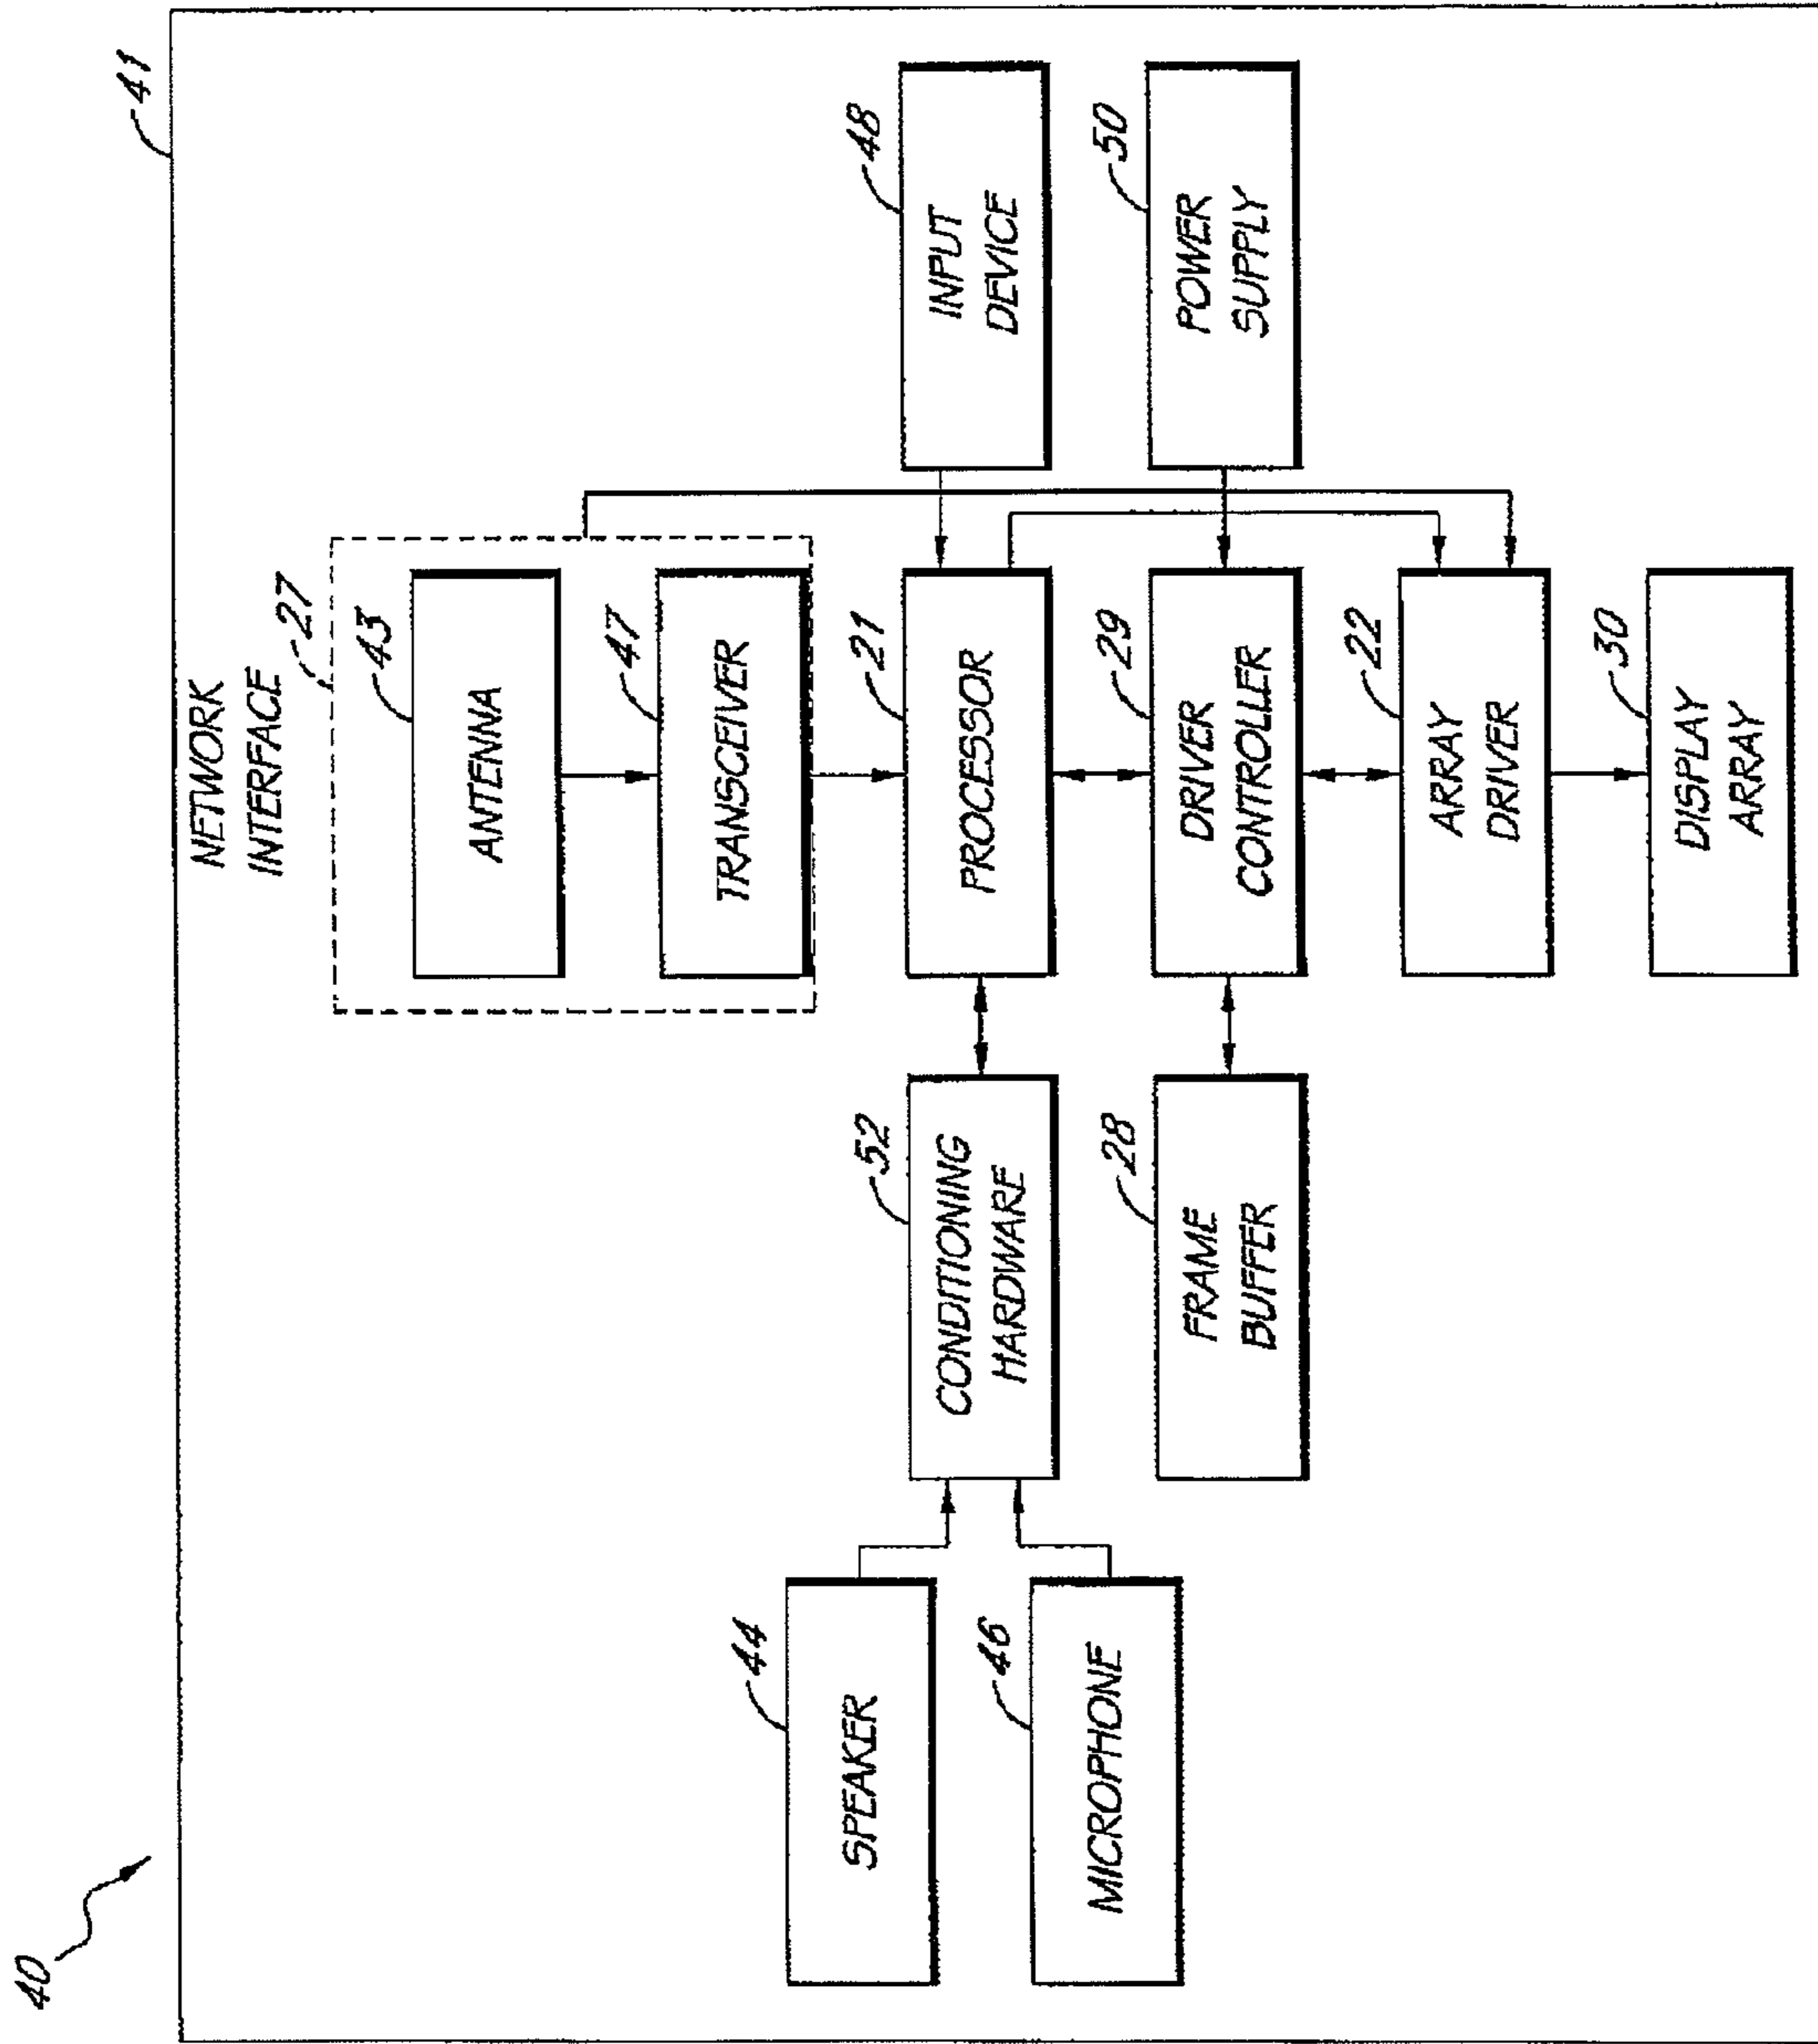 40
41
NETWORK
INTERFACE
27
43
ANTENNA
47
TRANSCEIVER
44
SPEAKER
52
CONDITIONING
HARDWARE
21
PROCESSOR
48
INPUT
DEVICE
46
MICROPHONE
28
FRAME
BUFFER
29
DRIVER
CONTROLLER
50
POWER
SUPPLY
22
ARRAY
DRIVER
30
DISPLAY
ARRAY